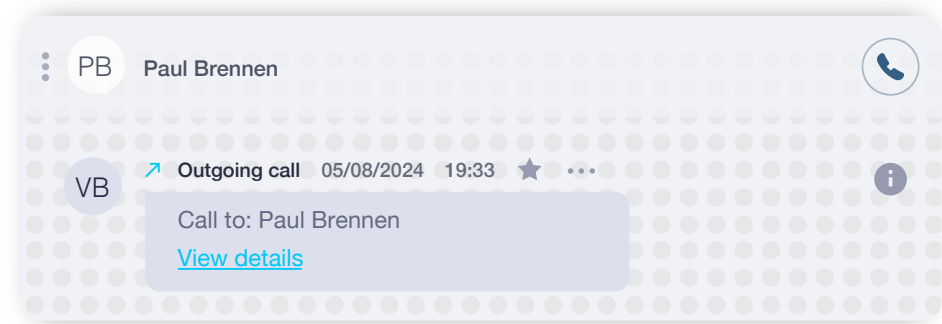 PB Paul Brennen
VB Outgoing call 05/08/2024 19:33
Call to: Paul Brennen
View details